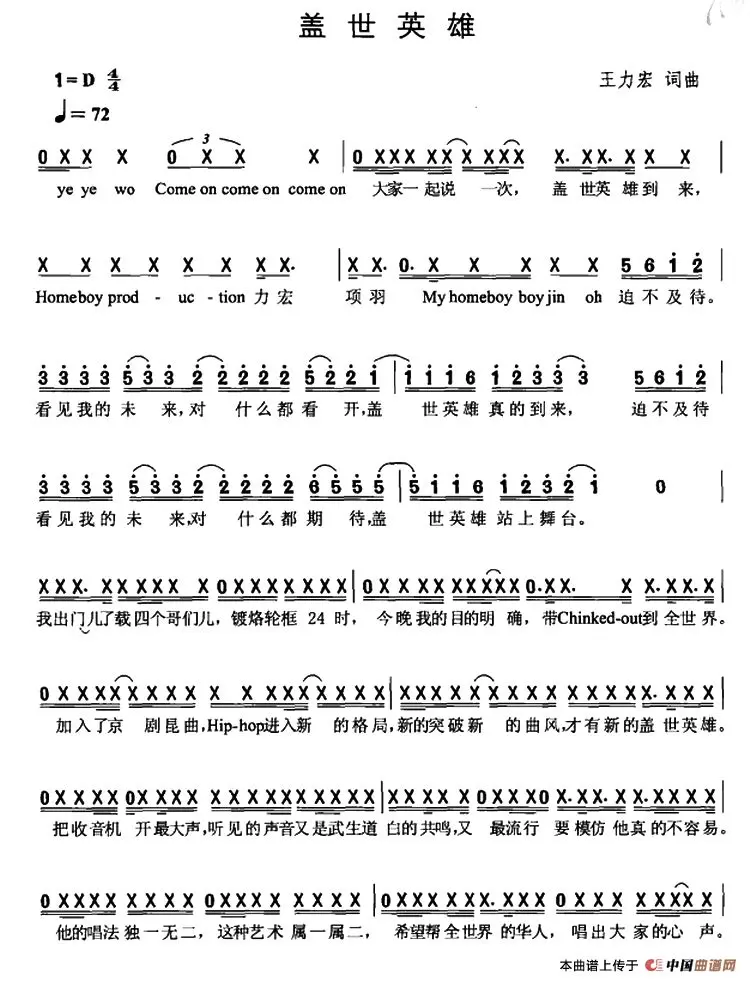 盖世英雄
1=D 4/4
王力宏 词曲
♩=72
0 X X X 0 X X X 3 X | 0 X X X X X X X X X X X. X X. X X X X |
ye ye wo Come on come on come on 大家一起说 一次， 盖 世英 雄到 来，
X X X X X X X X. | X X. 0. X X X X X 5 6 1 2
Homeboy prod - uc - tion 力 宏 项 羽 My homeboy boy jin oh 迫 不 及 待。
3 3 3 3 5 3 3 2 2 2 2 2 5 2 2 1 | 1 1 1 6 1 2 3 3 3 5 6 1 2 |
看 见 我 的 未 来,对 什 么 都 看 开,盖 世 英 雄 真 的 到 来， 迫 不 及 待
3 3 3 3 5 3 3 2 2 2 2 2 6 5 5 5 | 5 1 1 6 1 2 3 2 1 0 |
看 见 我 的 未 来,对 什 么 都 期 待,盖 世 英 雄 站 上 舞 台。
我出门儿了载 四个哥们儿， 镀烙轮框 24 时， 今晚我的目的明 确， 带Chinked-out到 全世 界。
加入了京 剧昆曲,Hip-hop进入新 的格局,新的突破新 的曲风,才有新的盖 世英雄。
把收音机 开最大声,听见的声音又是武生道 白的共鸣,又 最流行 要模仿 他真的不容易。
他的唱法 独一无二， 这种艺术 属一属二， 希望帮全世界的华人， 唱出大家的心 声。
本曲谱上传于 中国曲谱网